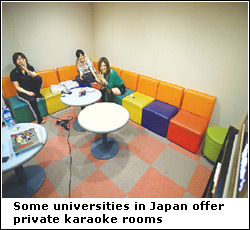 Some universities in Japan offer
private karaoke rooms